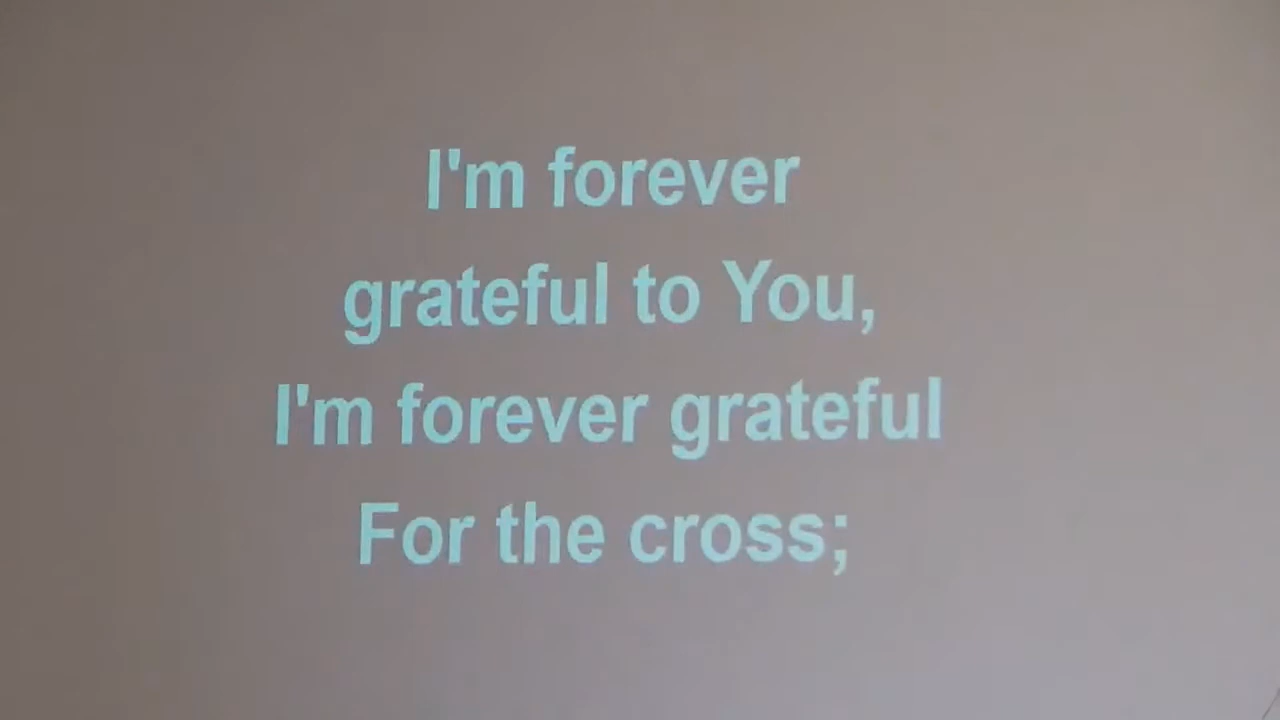 I'm forever
grateful to You,
I'm forever grateful
For the cross;